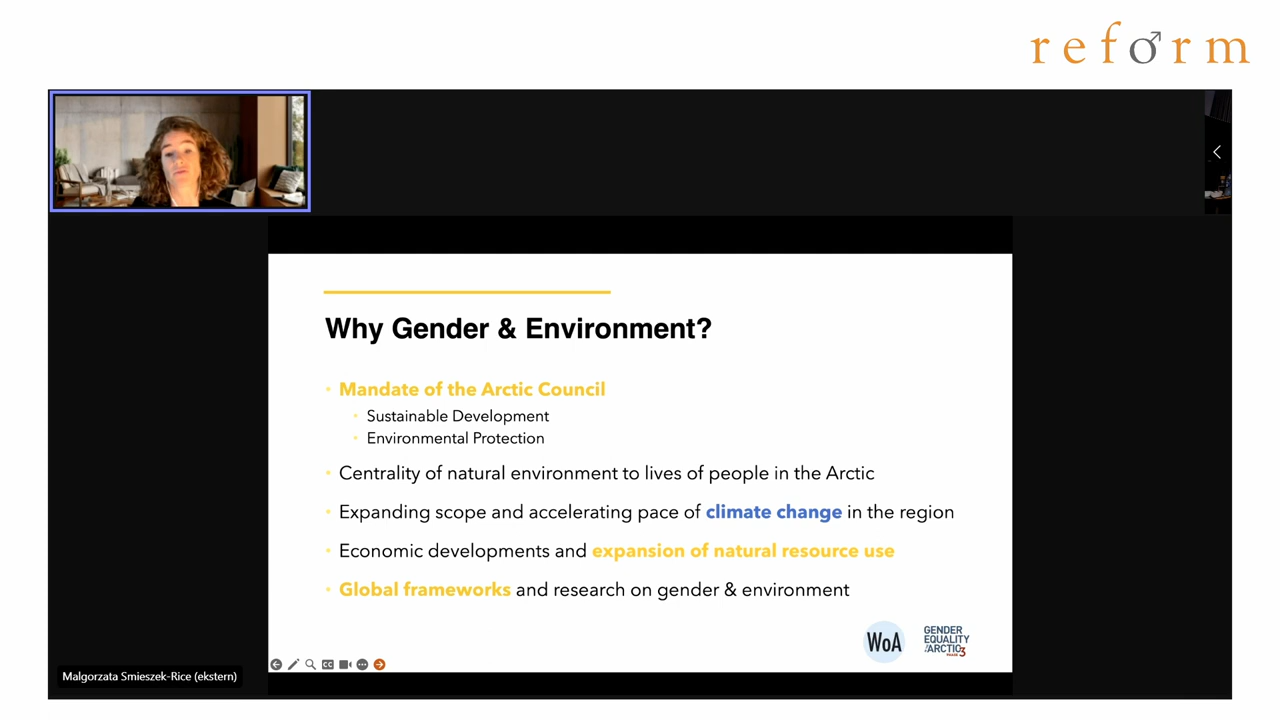 reform
Why Gender & Environment?
Mandate of the Arctic Council
Sustainable Development
Environmental Protection
Centrality of natural environment to lives of people in the Arctic
Expanding scope and accelerating pace of climate change in the region
Economic developments and expansion of natural resource use
Global frameworks and research on gender & environment
WoA
GENDER
EQUALITY
ARCTIC
PHASE 3
CC
Malgorzata Smieszek-Rice (ekstern)